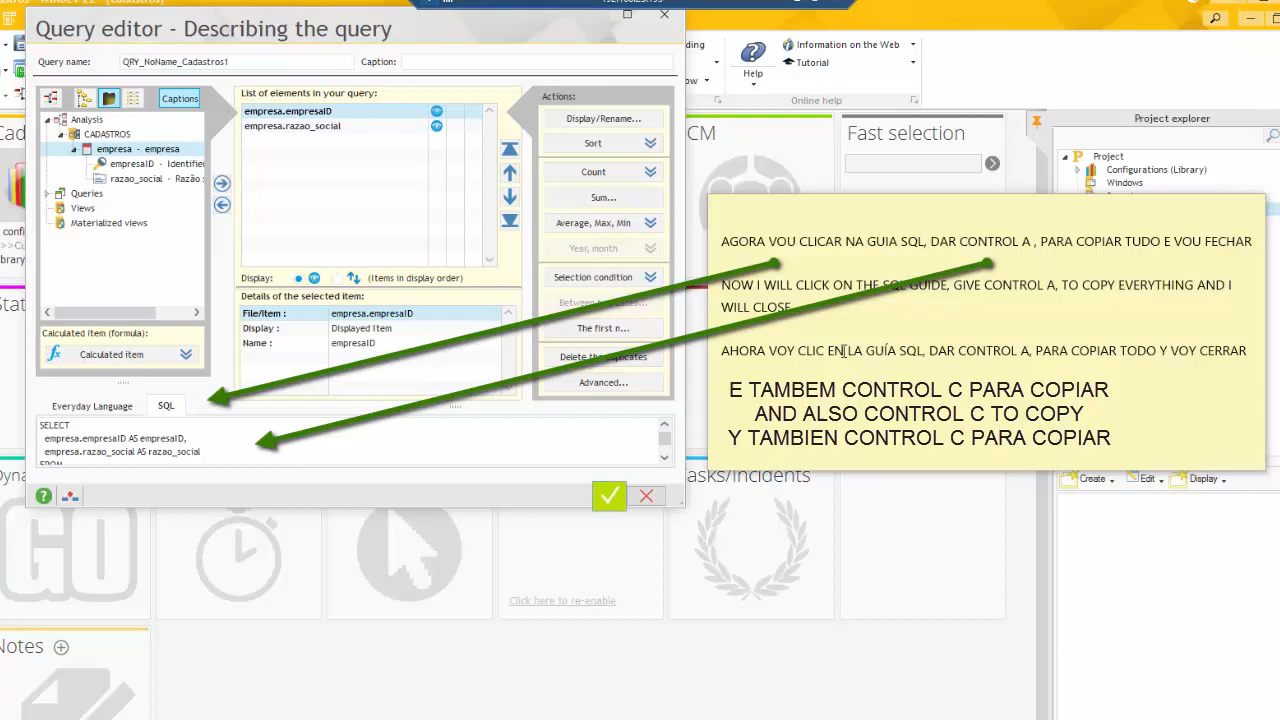 Query editor - Describing the query
Query name: QRY_NoName_Cadastros1 Caption:
Captions
Analysis
CADASTROS
empresa - empresa
empresaID - Identifier
razao_social - Razão s
Queries
Views
Materialized views
Calculated item (formula):
Calculated item
List of elements in your query:
empresa.empresaID
empresa.razao_social
Display: (Items in display order)
Details of the selected item:
File/Item : empresa.empresaID
Display : Displayed Item
Name : empresaID
Actions:
Display/Rename...
Sort
Count
Sum...
Average, Max, Min
Year, month
Selection condition
The first n...
Delete the duplicates
Advanced...
Everyday Language SQL
SELECT
empresa.empresaID AS empresaID,
empresa.razao_social AS razao_social
FROM
Information on the Web
Tutorial
Help
Online help
CM
Fast selection
Project explorer
Project
Configurations (Library)
Windows
AGORA VOU CLICAR NA GUIA SQL, DAR CONTROL A , PARA COPIAR TUDO E VOU FECHAR
NOW I WILL CLICK ON THE SQL GUIDE, GIVE CONTROL A, TO COPY EVERYTHING AND I
WILL CLOSE
AHORA VOY CLIC EN LA GUÍA SQL, DAR CONTROL A, PARA COPIAR TODO Y VOY CERRAR
E TAMBEM CONTROL C PARA COPIAR
AND ALSO CONTROL C TO COPY
Y TAMBIEN CONTROL C PARA COPIAR
Create Edit Display
Tasks/Incidents
GO
Click here to re-enable
Notes